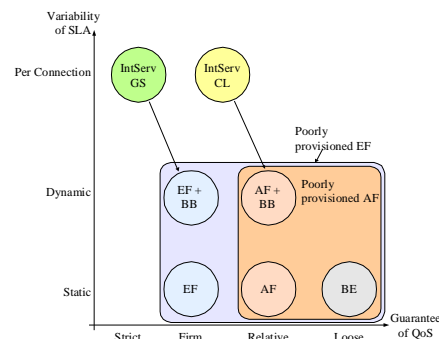 Variability
of SLA
Per Connection
IntServ
GS
IntServ
CL
Poorly
provisioned EF
Dynamic
EF +
BB
AF +
BB
Poorly
provisioned AF
Static
EF
AF
BE
Guarantee
of QoS
Strict
Firm
Relative
Loose